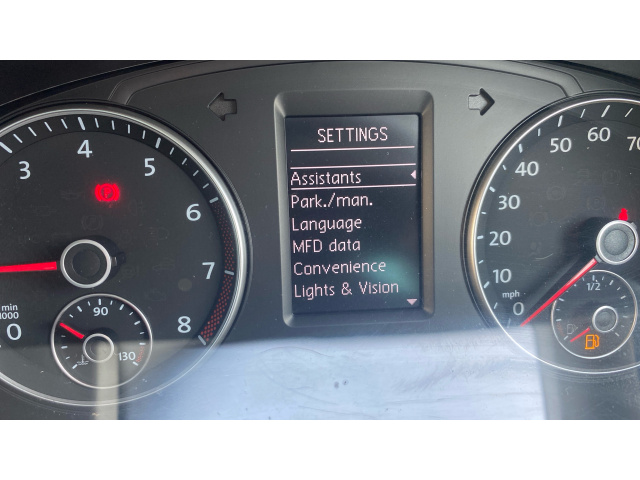 SETTINGS
Assistants
Park./man.
Language
MFD data
Convenience
Lights & Vision
3
4
5
6
7
8
0
min
1000
90
130
0
10
20
30
40
50
60
70
mph
1/2